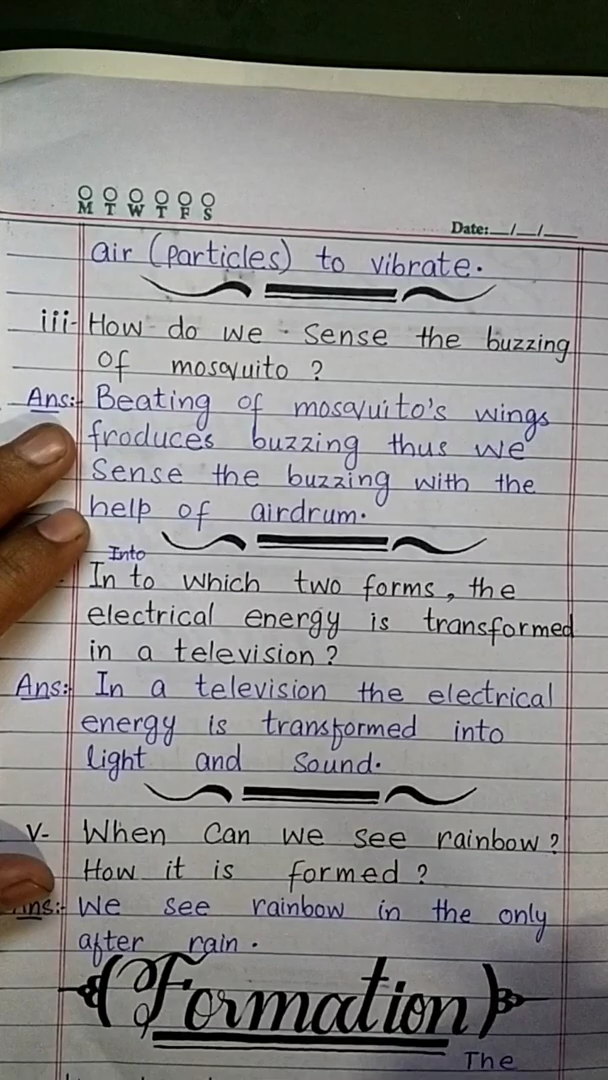 M T W T F S
Date:__/__/___
air (particles) to vibrate.
iii- How do we sense the buzzing
of mosquito ?
Ans:- Beating of mosquito's wings
froduces buzzing thus we
sense the buzzing with the
help of airdrum.
Into
In to which two forms, the
electrical energy is transformed
in a television ?
Ans: In a television the electrical
energy is transformed into
light and sound.
V- When can we see rainbow ?
How it is formed ?
Ans:- We see rainbow in the only
after rain.
(Formation)
The